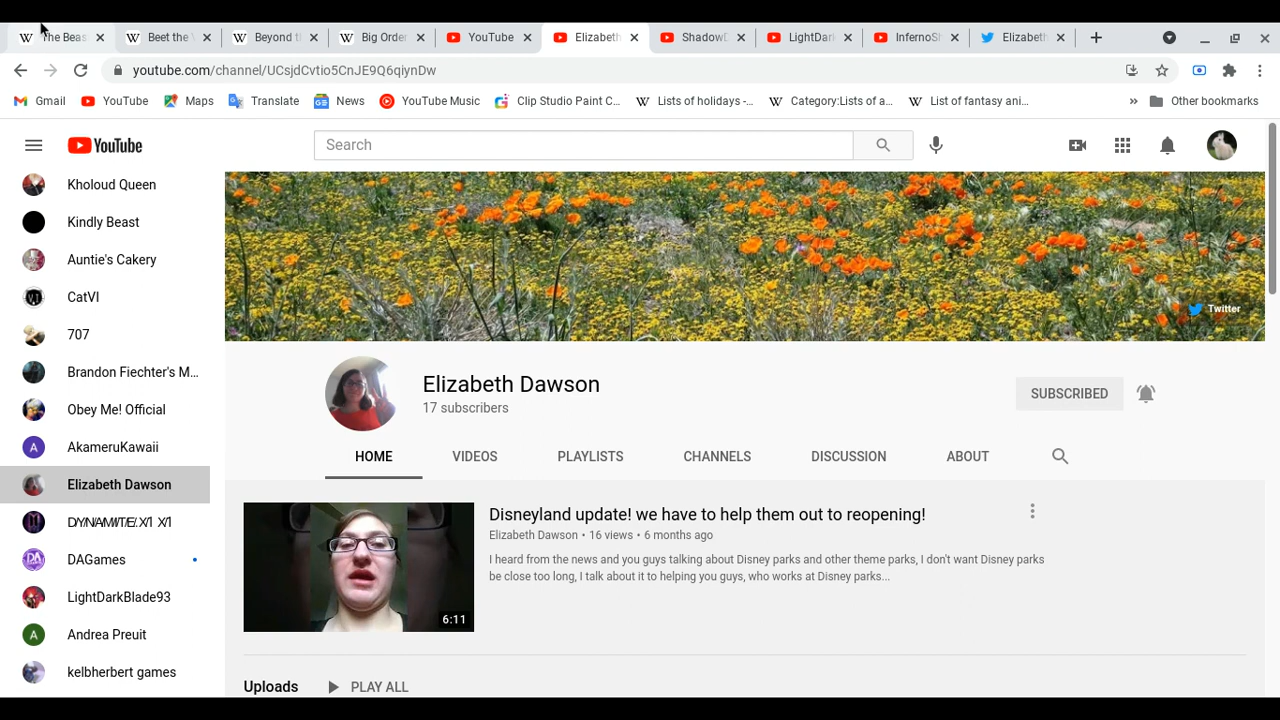 The Beas
Beet the V
Beyond t
Big Order
YouTube
Elizabeth
ShadowD
LightDark
InfernoSh
Elizabeth
youtube.com/channel/UCsjdCvtio5CnJE9Q6qiynDw
Gmail
YouTube
Maps
Translate
News
YouTube Music
Clip Studio Paint C...
Lists of holidays -...
Category:Lists of a...
List of fantasy ani...
»
Other bookmarks
YouTube
Search
Kholoud Queen
Kindly Beast
Auntie's Cakery
CatVI
707
Brandon Fiechter's M...
Obey Me! Official
A
AkameruKawaii
Elizabeth Dawson
DAGames
LightDarkBlade93
A
Andrea Preuit
kelbherbert games
Twitter
Elizabeth Dawson
17 subscribers
SUBSCRIBED
HOME
VIDEOS
PLAYLISTS
CHANNELS
DISCUSSION
ABOUT
6:11
Disneyland update! we have to help them out to reopening!
Elizabeth Dawson • 16 views • 6 months ago
I heard from the news and you guys talking about Disney parks and other theme parks, I don't want Disney parks
be close too long, I talk about it to helping you guys, who works at Disney parks...
Uploads
PLAY ALL